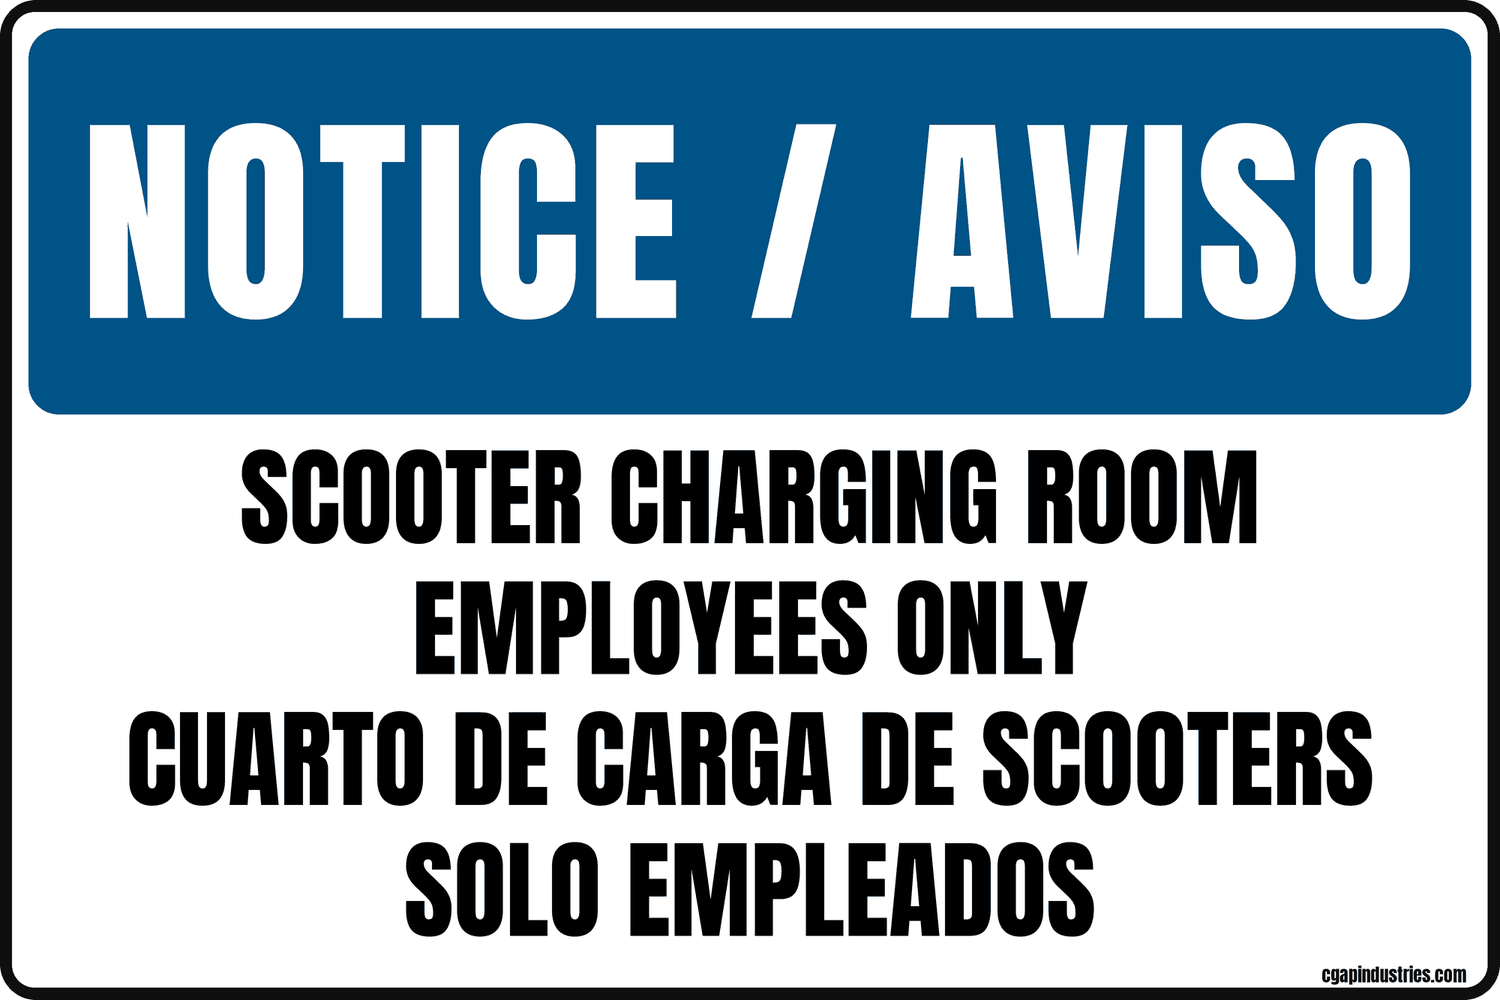 NOTICE / AVISO
SCOOTER CHARGING ROOM
EMPLOYEES ONLY
CUARTO DE CARGA DE SCOOTERS
SOLO EMPLEADOS
cgapindustries.com